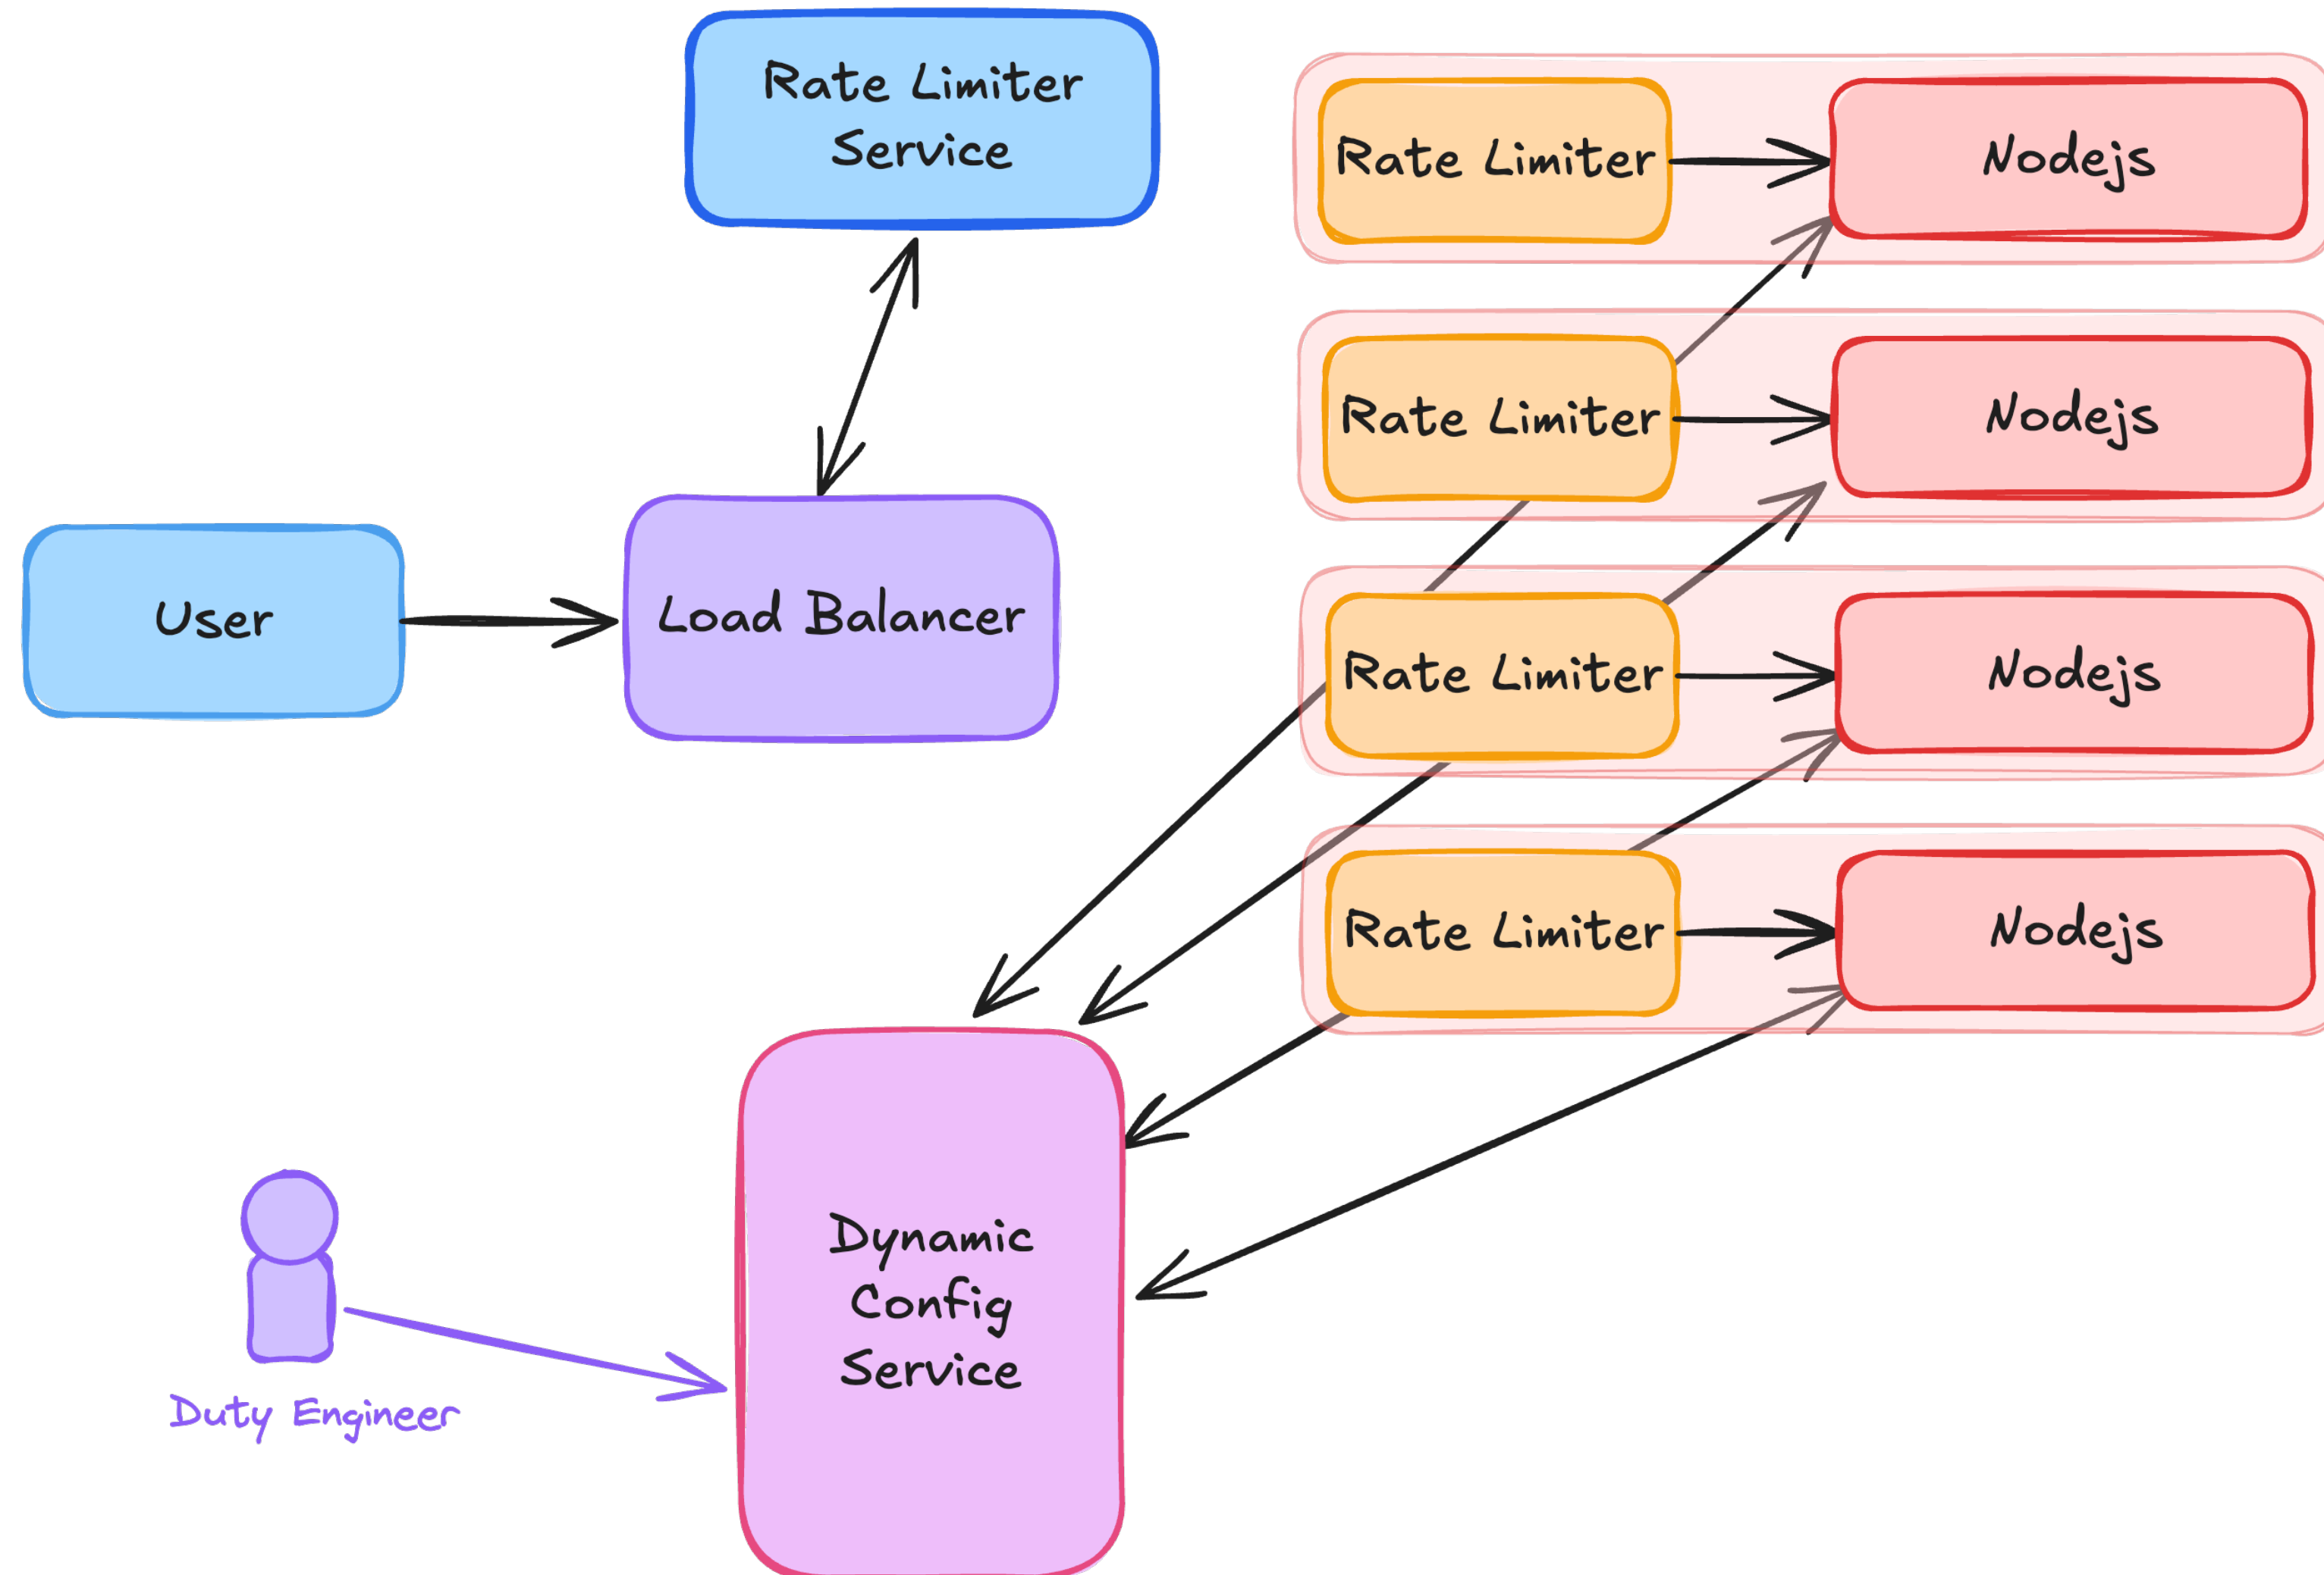 Rate Limiter
Service
Rate Limiter
Nodejs
Rate Limiter
Nodejs
User
Load Balancer
Rate Limiter
Nodejs
Rate Limiter
Nodejs
Dynamic
Config
Service
Duty Engineer